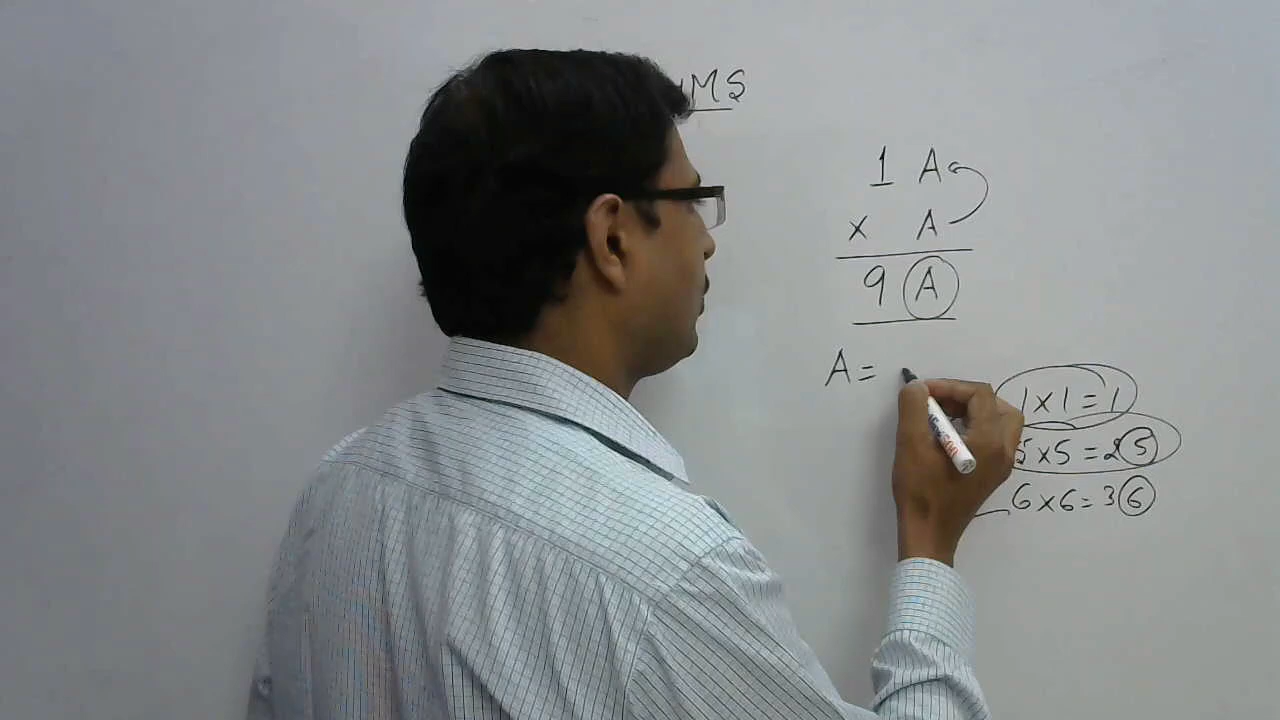 MS
1 A
x A
9 A
A =
1 x 1 = 1
5 x 5 = 25
6 x 6 = 36